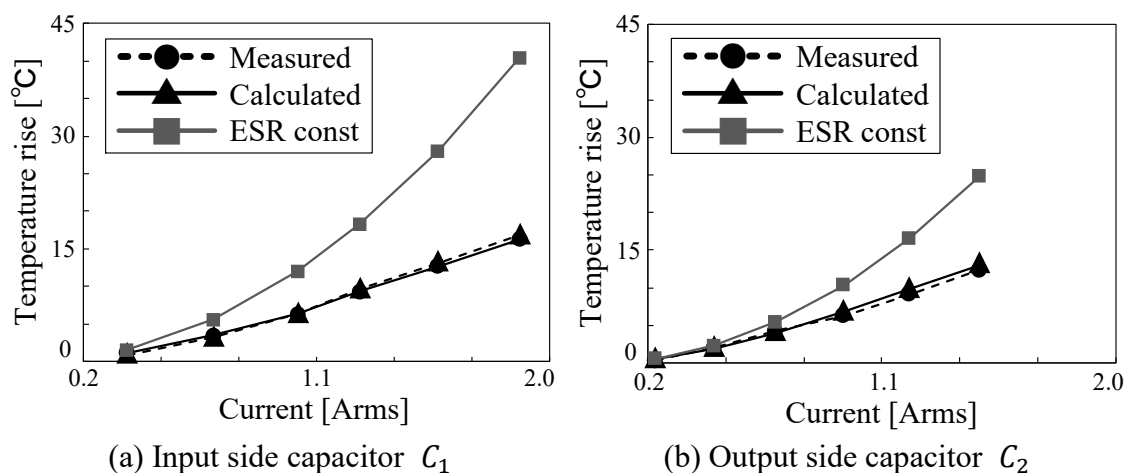 45
30
15
0
Temperature rise [℃]
Measured
Calculated
ESR const
0.2
1.1
2.0
Current [Arms]
(a) Input side capacitor C₁
45
30
15
0
Temperature rise [℃]
Measured
Calculated
ESR const
0.2
1.1
2.0
Current [Arms]
(b) Output side capacitor C₂